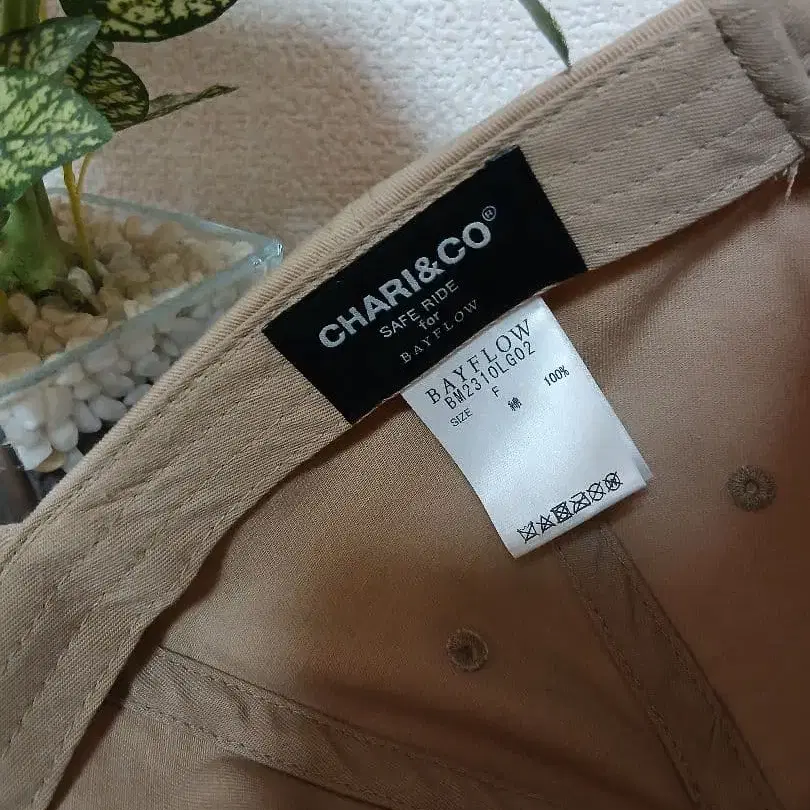 CHARI&CO®
SAFE RIDE
for
BAYFLOW
BAYFLOW
BM2310LG02
SIZE F
綿 100%